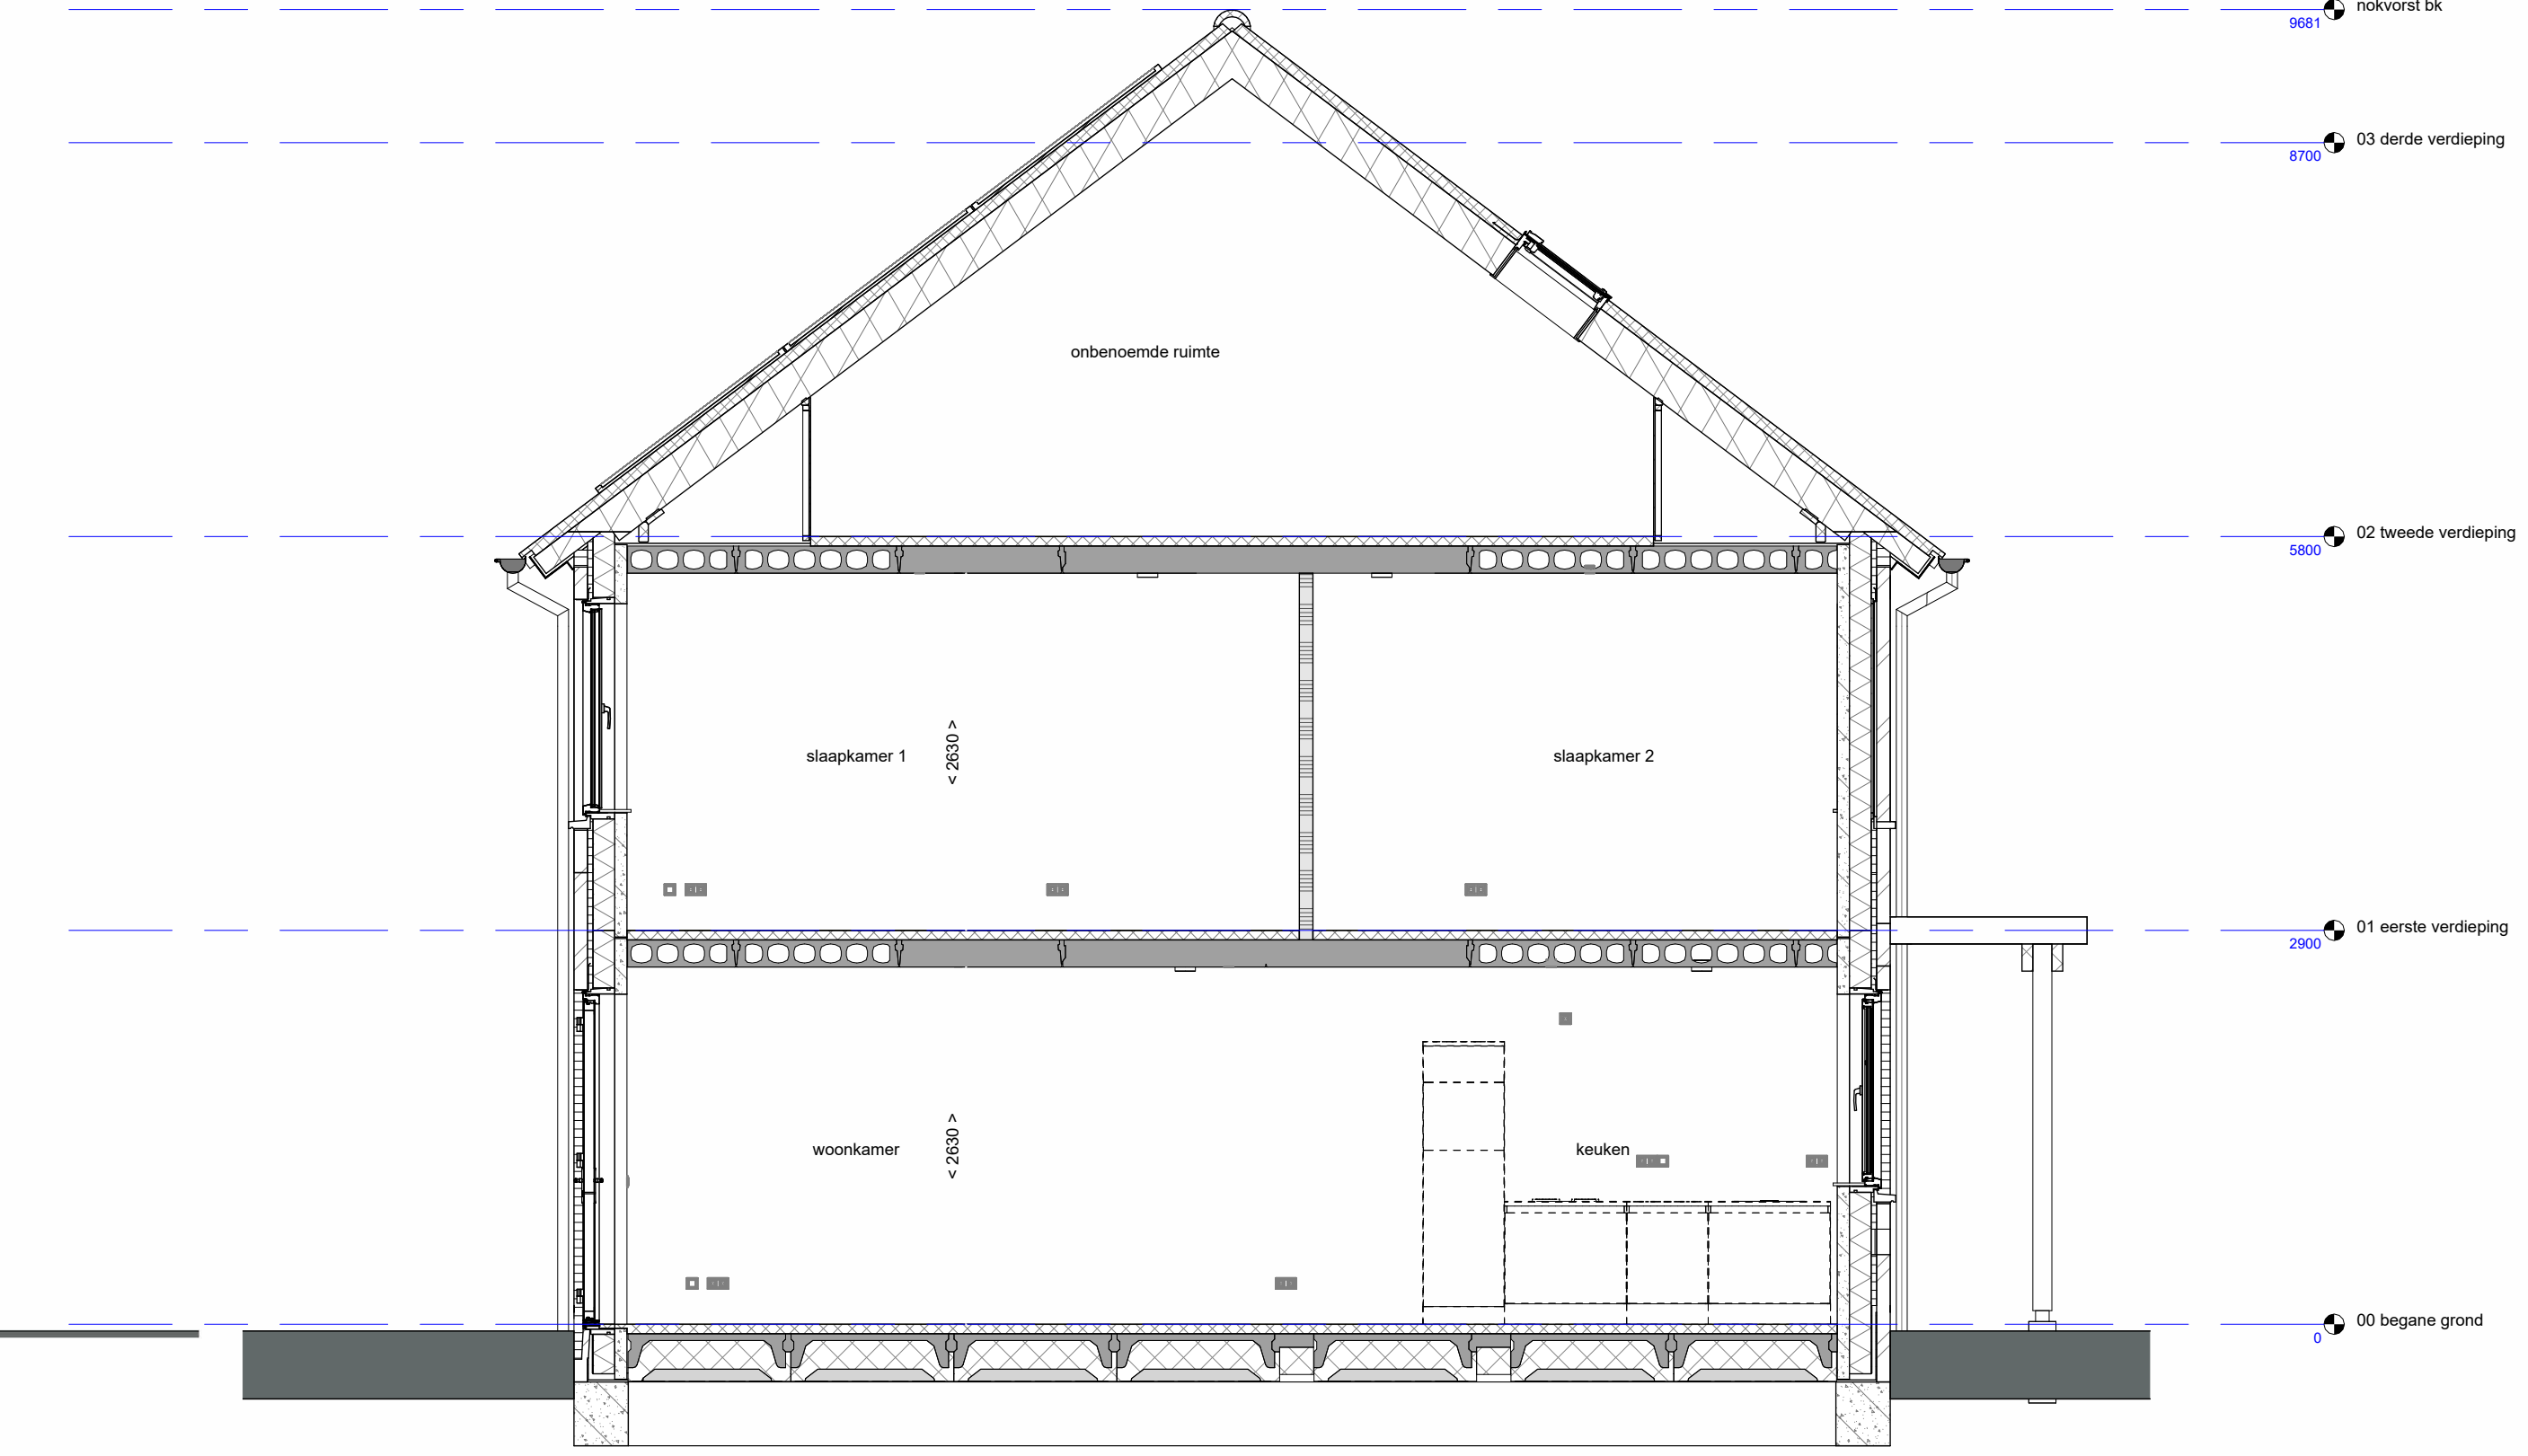 nokvorst bk
9681
03 derde verdieping
8700
onbenoemde ruimte
02 tweede verdieping
5800
slaapkamer 1
< 2630 >
slaapkamer 2
01 eerste verdieping
2900
woonkamer
< 2630 >
keuken
00 begane grond
0